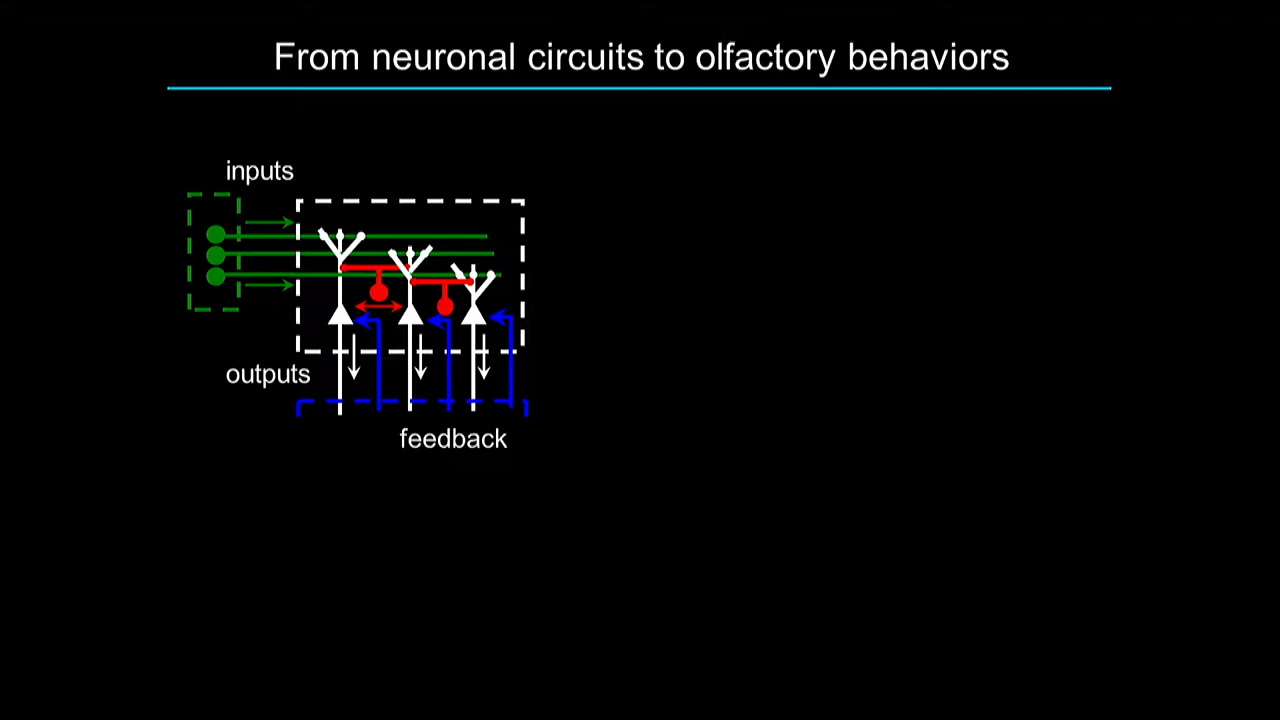 From neuronal circuits to olfactory behaviors
inputs
outputs
feedback